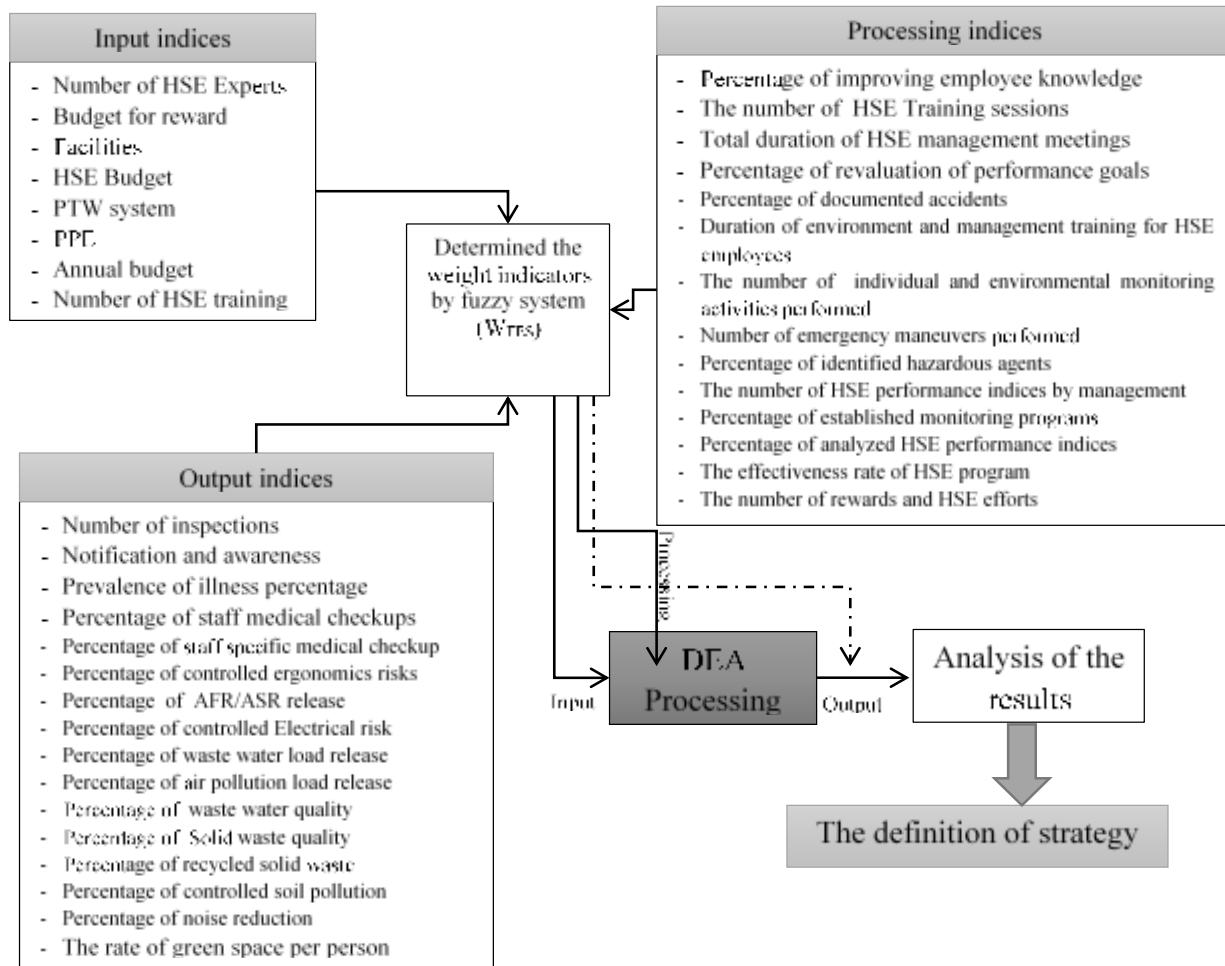 Input indices
- Number of HSE Experts
- Budget for reward
- Facilities
- HSE Budget
- PTW system
- PPE
- Annual budget
- Number of HSE training
Processing indices
- Percentage of improving employee knowledge
- The number of HSE Training sessions
- Total duration of HSE management meetings
- Percentage of revaluation of performance goals
- Percentage of documented accidents
- Duration of environment and management training for HSE
employees
- The number of individual and environmental monitoring
activities performed
- Number of emergency maneuvers performed
- Percentage of identified hazardous agents
- The number of HSE performance indices by management
- Percentage of established monitoring programs
- Percentage of analyzed HSE performance indices
- The effectiveness rate of HSE program
- The number of rewards and HSE efforts
Determined the
weight indicators
by fuzzy system
Output indices
- Number of inspections
- Notification and awareness
- Prevalence of illness percentage
- Percentage of staff medical checkups
- Percentage of staff specific medical checkup
- Percentage of controlled ergonomics risks
- Percentage of AFR/ASR release
- Percentage of controlled Electrical risk
- Percentage of waste water load release
- Percentage of air pollution load release
- Percentage of waste water quality
- Percentage of Solid waste quality
- Percentage of recycled solid waste
- Percentage of controlled soil pollution
- Percentage of noise reduction
- The rate of green space per person
Processing
Input
DEA
Processing
Output
Analysis of the
results
The definition of strategy